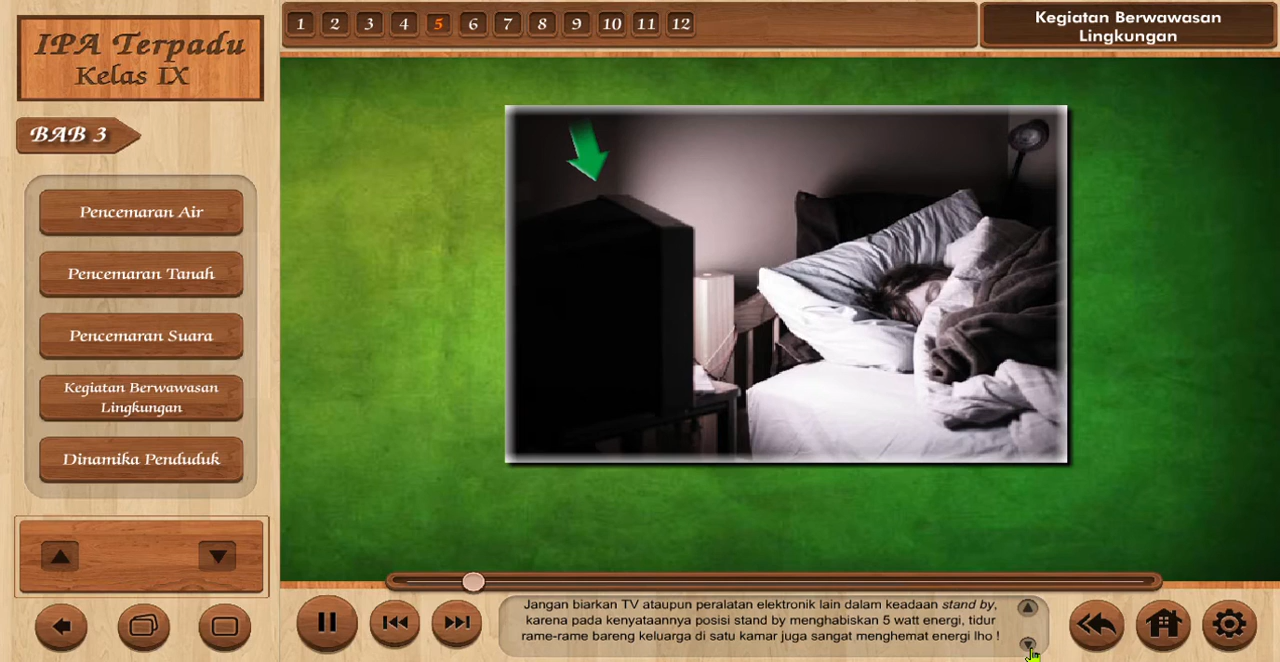 IPA Terpadu
Kelas IX
BAB 3
Pencemaran Air
Pencemaran Tanah
Pencemaran Suara
Kegiatan Berwawasan
Lingkungan
Dinamika Penduduk
1 2 3 4 5 6 7 8 9 10 11 12
Kegiatan Berwawasan
Lingkungan
Jangan biarkan TV ataupun peralatan elektronik lain dalam keadaan stand by,
karena pada kenyataannya posisi stand by menghabiskan 5 watt energi, tidur
rame-rame bareng keluarga di satu kamar juga sangat menghemat energi lho !